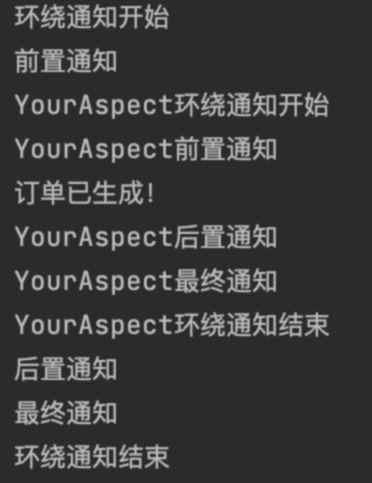 环绕通知开始
前置通知
YourAspect环绕通知开始
YourAspect前置通知
订单已生成!
YourAspect后置通知
YourAspect最终通知
YourAspect环绕通知结束
后置通知
最终通知
环绕通知结束